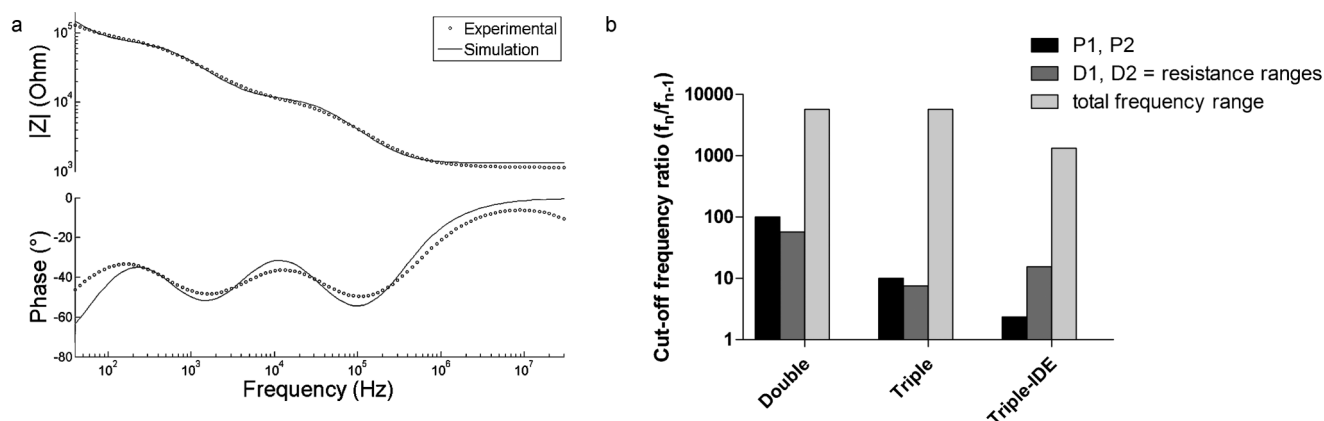 a
|Z| (Ohm)
10^5
10^4
10^3
Experimental
Simulation
Phase (°)
0
-20
-40
-60
-80
10^2
10^3
10^4
10^5
10^6
10^7
Frequency (Hz)
b
P1, P2
D1, D2 = resistance ranges
total frequency range
Cut-off frequency ratio (f_n/f_n-1)
10000
1000
100
10
1
Double
Triple
Triple-IDE